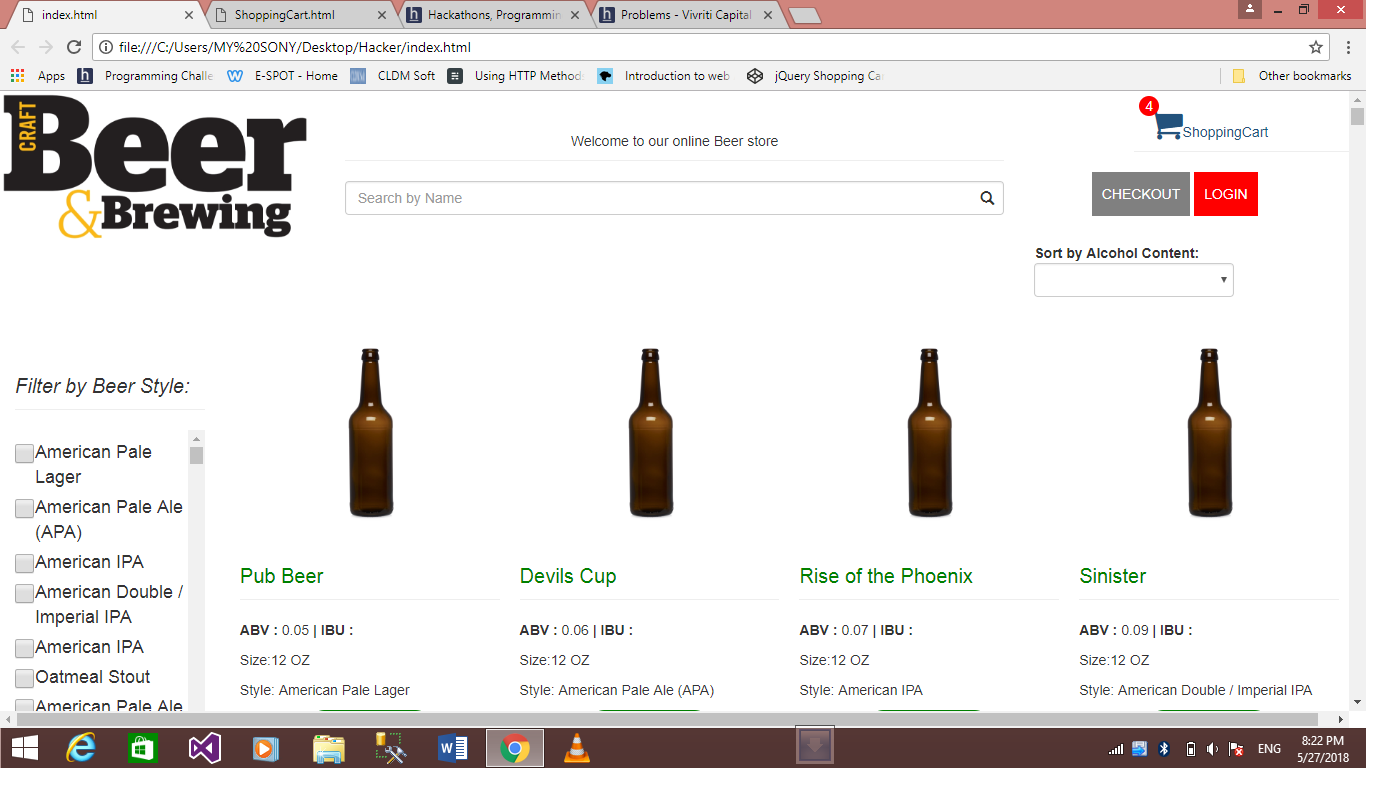 index.html
ShoppingCart.html
Hackathons, Programmin
Problems - Vivriti Capital
file:///C:/Users/MY%20SONY/Desktop/Hacker/index.html
Apps
Programming Challe
E-SPOT - Home
CLDM Soft
Using HTTP Method
Introduction to web
jQuery Shopping Ca
Other bookmarks
CRAFT
Beer
&Brewing
Welcome to our online Beer store
4
ShoppingCart
Search by Name
CHECKOUT
LOGIN
Sort by Alcohol Content:
Filter by Beer Style:
American Pale
Lager
American Pale Ale
(APA)
American IPA
American Double /
Imperial IPA
American IPA
Oatmeal Stout
American Pale Ale
Pub Beer
ABV : 0.05 | IBU :
Size:12 OZ
Style: American Pale Lager
Devils Cup
ABV : 0.06 | IBU :
Size:12 OZ
Style: American Pale Ale (APA)
Rise of the Phoenix
ABV : 0.07 | IBU :
Size:12 OZ
Style: American IPA
Sinister
ABV : 0.09 | IBU :
Size:12 OZ
Style: American Double / Imperial IPA
ENG
8:22 PM
5/27/2018